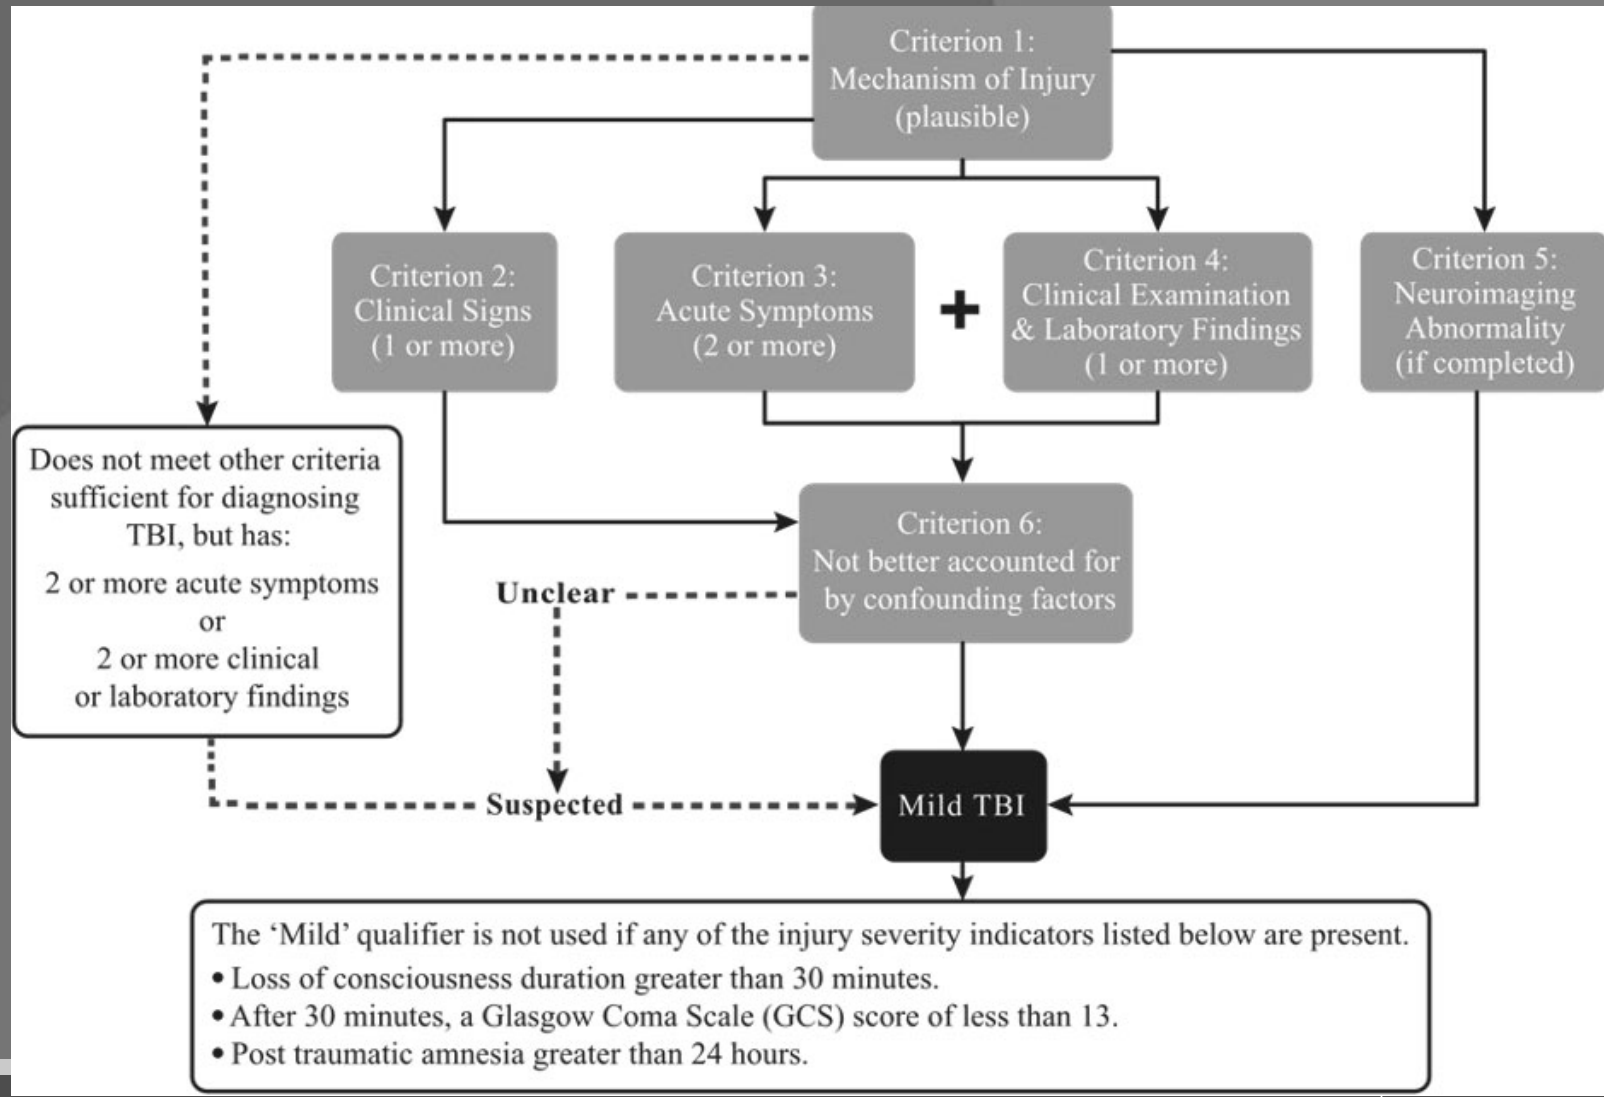 Criterion 1:
Mechanism of Injury
(plausible)
Criterion 2:
Clinical Signs
(1 or more)
Criterion 3:
Acute Symptoms
(2 or more)
+
Criterion 4:
Clinical Examination
& Laboratory Findings
(1 or more)
Criterion 5:
Neuroimaging
Abnormality
(if completed)
Does not meet other criteria
sufficient for diagnosing
TBI, but has:
2 or more acute symptoms
or
2 or more clinical
or laboratory findings
Criterion 6:
Not better accounted for
by confounding factors
Unclear
Suspected
Mild TBI
The ‘Mild’ qualifier is not used if any of the injury severity indicators listed below are present.
• Loss of consciousness duration greater than 30 minutes.
• After 30 minutes, a Glasgow Coma Scale (GCS) score of less than 13.
• Post traumatic amnesia greater than 24 hours.